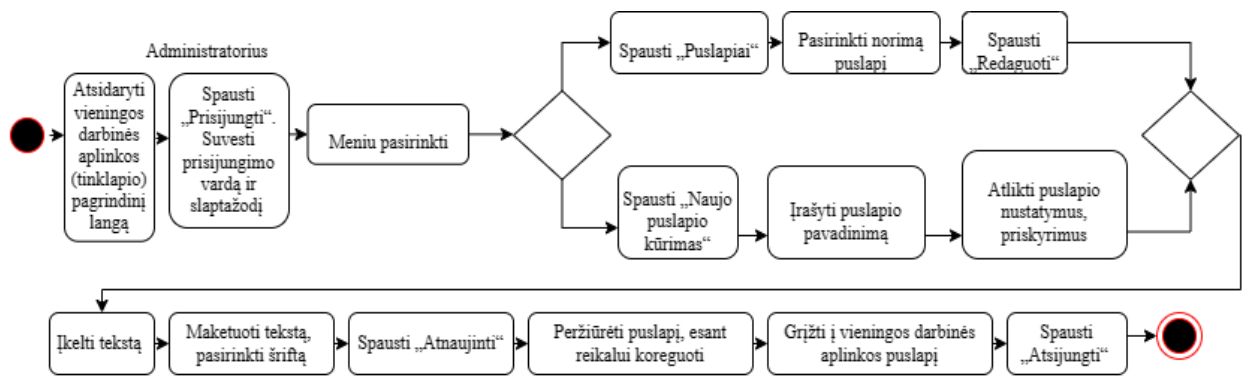 Administratorius
Atsidaryti
vieningos
darbinės
aplinkos
(tinklapio)
pagrindinį
langą
Spausti
„Prisijungti“.
Suvesti
prisijungimo
vardą ir
slaptažodį
Meniu pasirinkti
Spausti „Puslapiai“
Pasirinkti norimą
puslapį
Spausti
„Redaguoti“
Spausti „Naujo
puslapio
kūrimas“
Įrašyti puslapio
pavadinimą
Atlikti puslapio
nustatymus,
priskyrimus
Įkelti tekstą
Maketuoti tekstą,
pasirinkti šriftą
Spausti „Atnaujinti“
Peržiūrėti puslapį, esant
reikalui koreguoti
Grįžti į vieningos darbinės
aplinkos puslapį
Spausti
„Atsijungti“